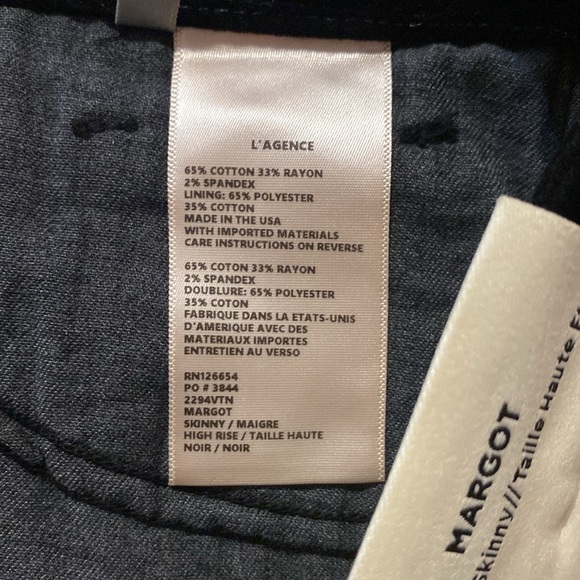 L'AGENCE
65% COTTON 33% RAYON
2% SPANDEX
LINING: 65% POLYESTER
35% COTTON
MADE IN THE USA
WITH IMPORTED MATERIALS
CARE INSTRUCTIONS ON REVERSE
65% COTON 33% RAYON
2% SPANDEX
DOUBLURE: 65% POLYESTER
35% COTON
FABRIQUE DANS LA ETATS-UNIS
D'AMERIQUE AVEC DES
MATERIAUX IMPORTES
ENTRETIEN AU VERSO
RN126654
PO # 3844
2294VTN
MARGOT
SKINNY / MAIGRE
HIGH RISE / TAILLE HAUTE
NOIR / NOIR
MARGOT
Skinny//Taille Haute